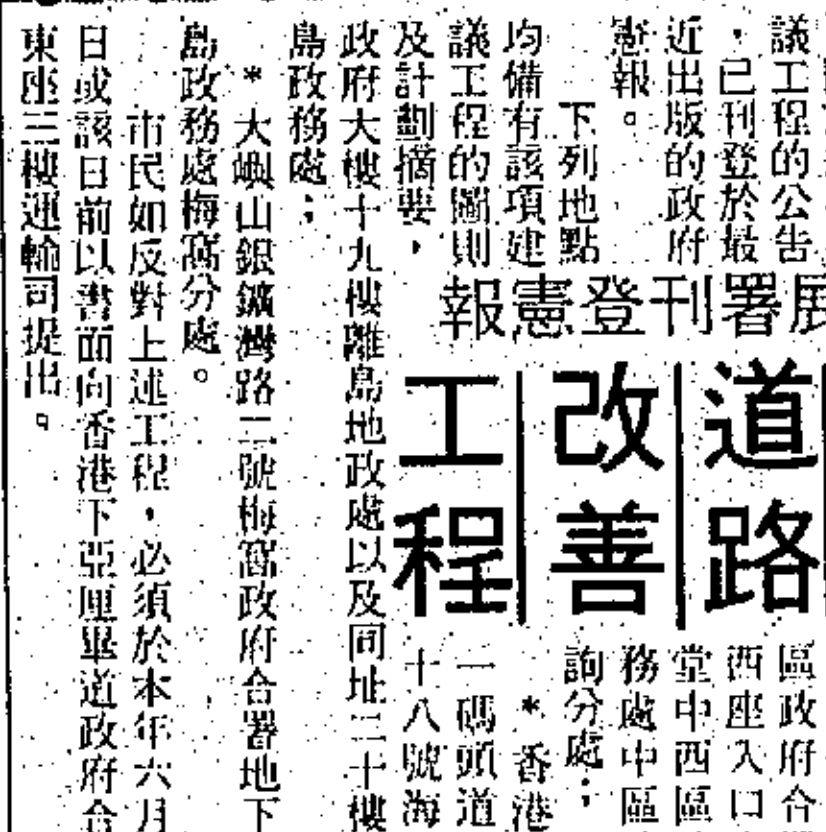 展署刊登憲報
道路
改善
工程
議工程的公告
，已刊登於最
近出版的政府
憲報。
下列地點
均備有該項建
議工程的圖則
及計劃摘要，
區政府合
西座入口
堂中西區
務處中區
詢分處；
*香港
一碼頭道
十八號海
政府大樓十九樓離島地政處以及同址二十樓
島政務處；
*大嶼山銀鑛灣路二號梅窩政府合署地下
島政務處梅窩分處。
市民如反對上述工程，必須於本年六月
日或該日前以書面向香港下亞厘畢道政府合
東座三樓運輸司提出。